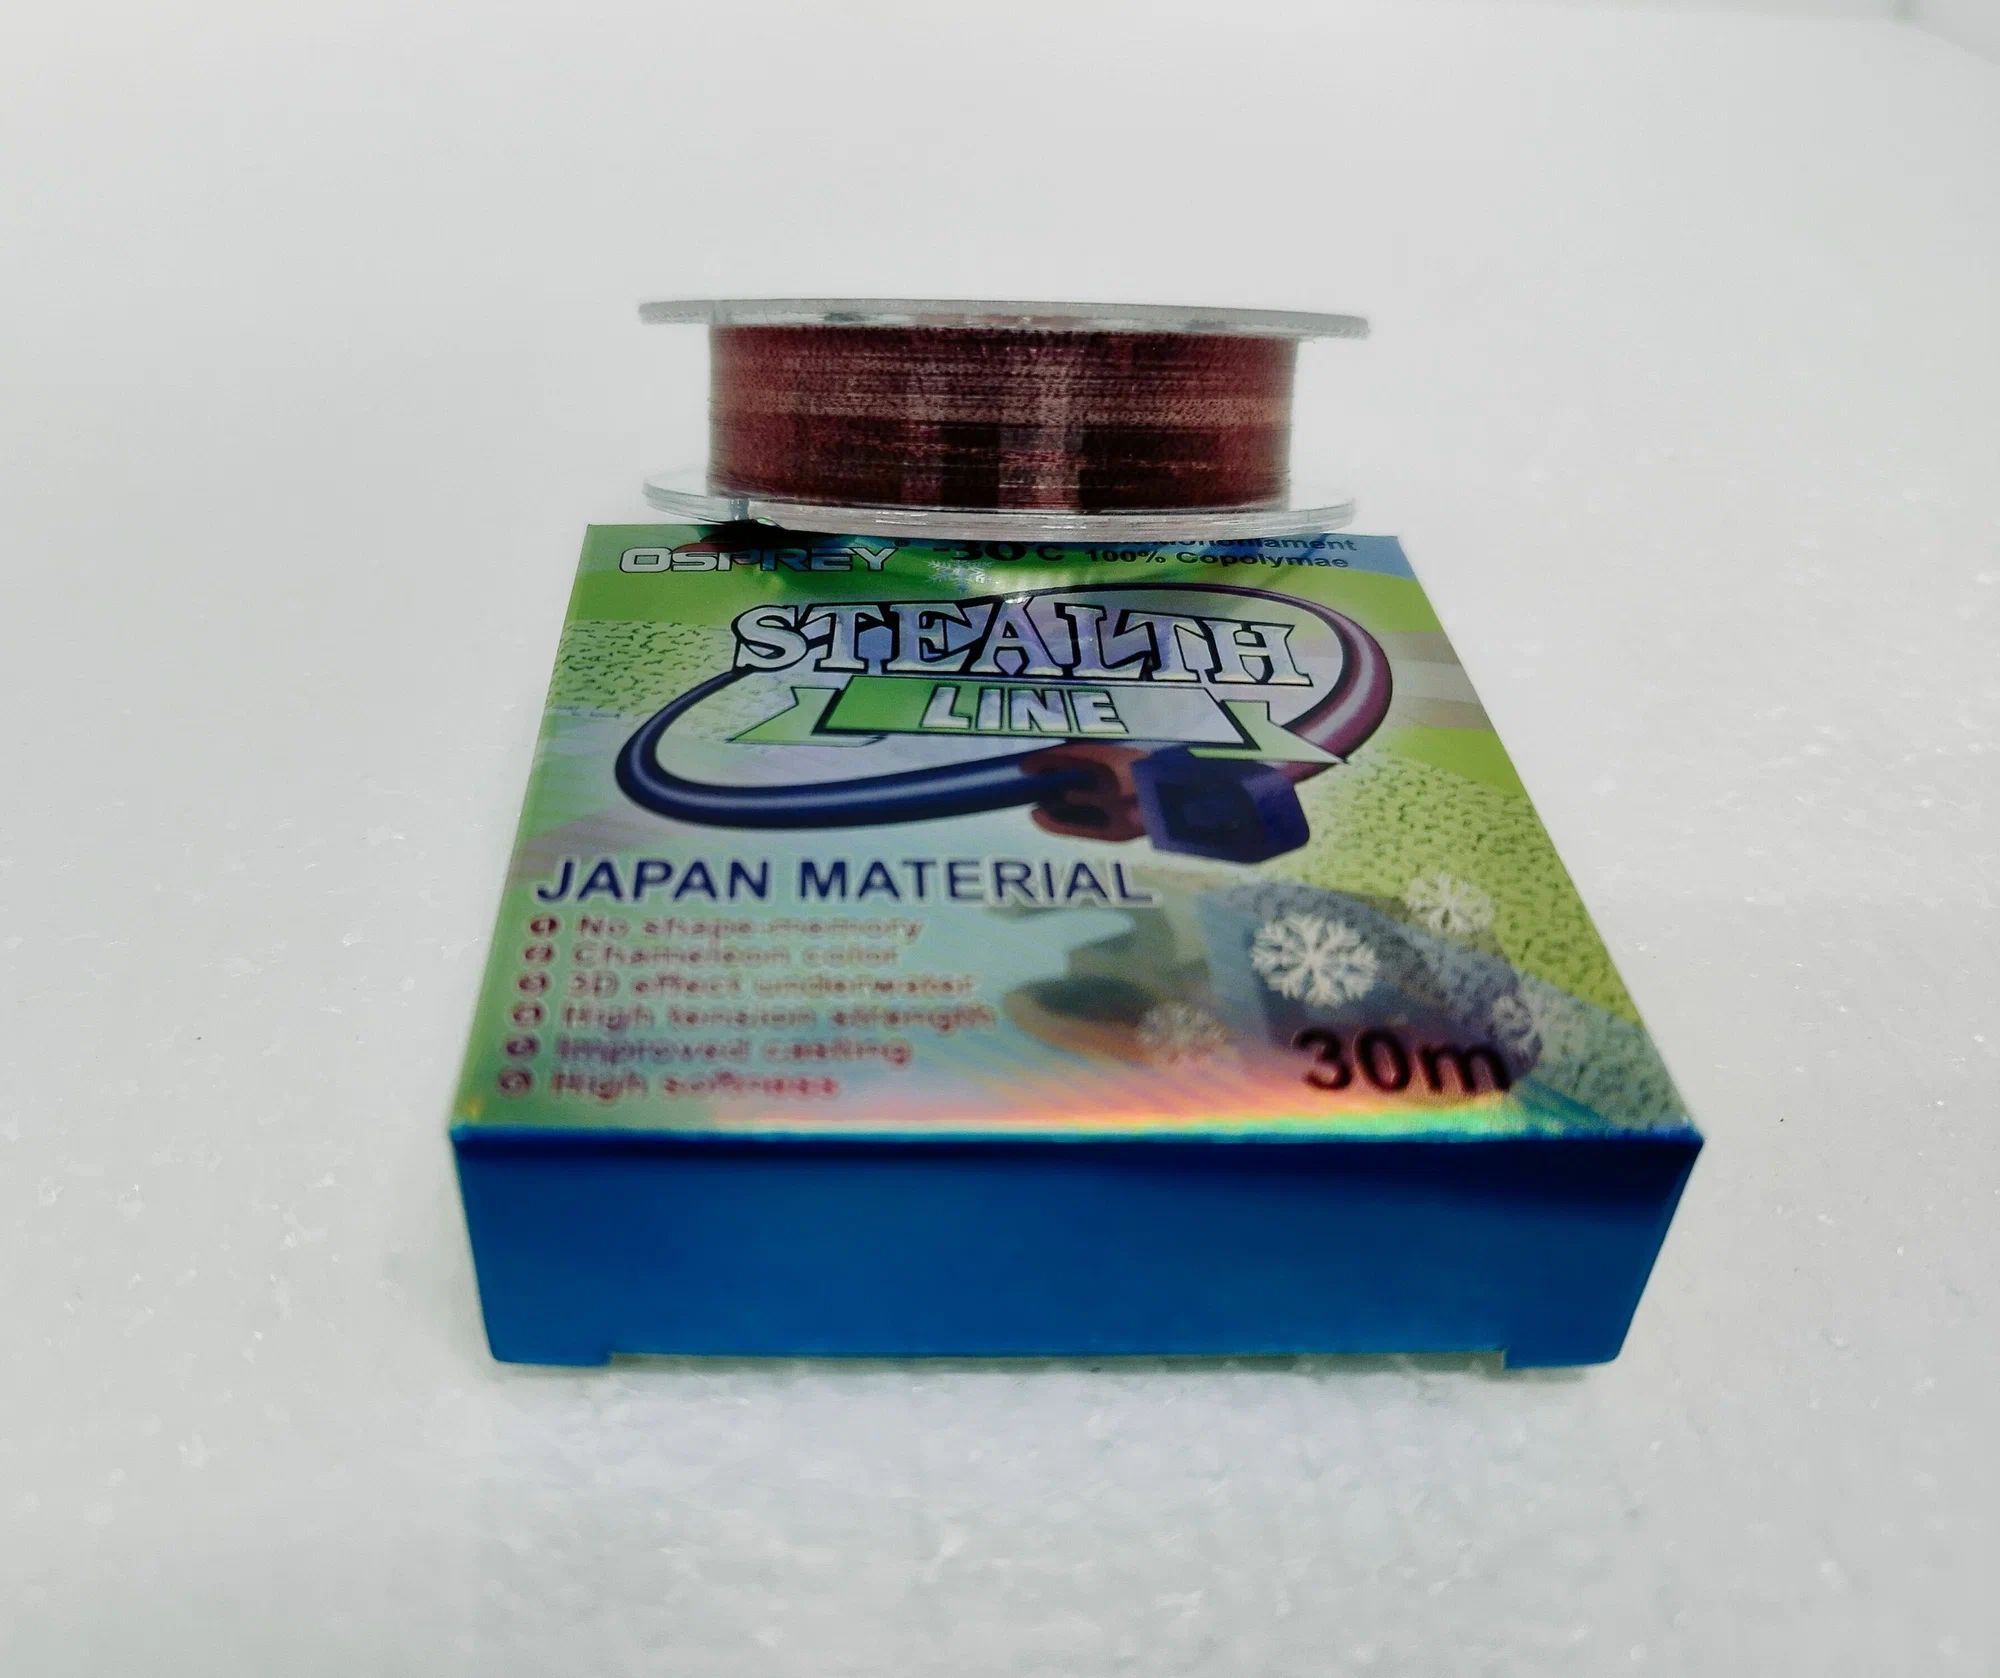 OSPREY ® -30°C
100% Copolymae
STEALTH
LINE
JAPAN MATERIAL
No shape memory
Chameleon color
3D effect underwater
High tension strength
Improved casting
High softness
30m